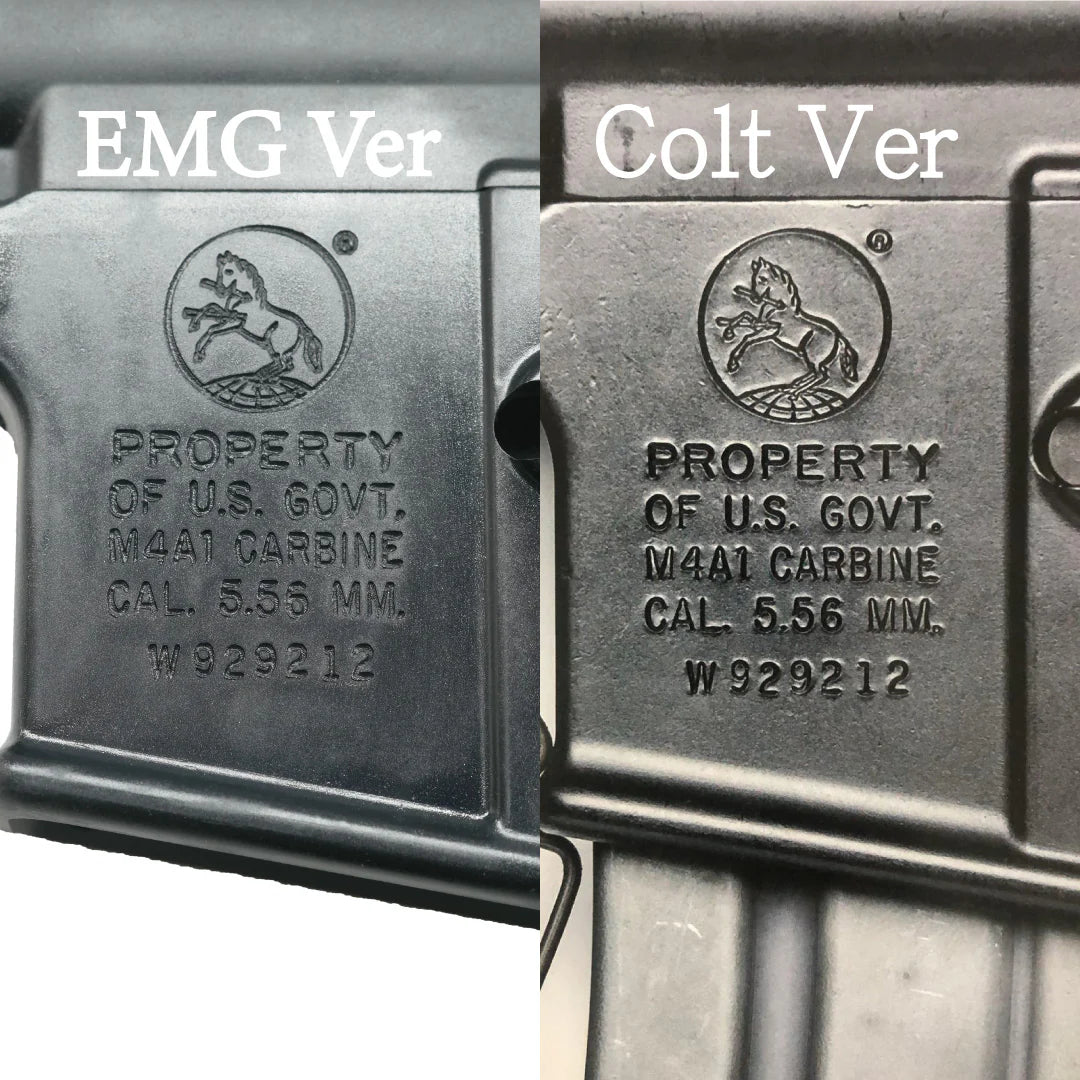 EMG Ver
®
PROPERTY
OF U.S. GOVT.
M4A1 CARBINE
CAL. 5.56 MM.
W929212
Colt Ver
®
PROPERTY
OF U.S. GOVT.
M4A1 CARBINE
CAL. 5.56 MM.
W929212